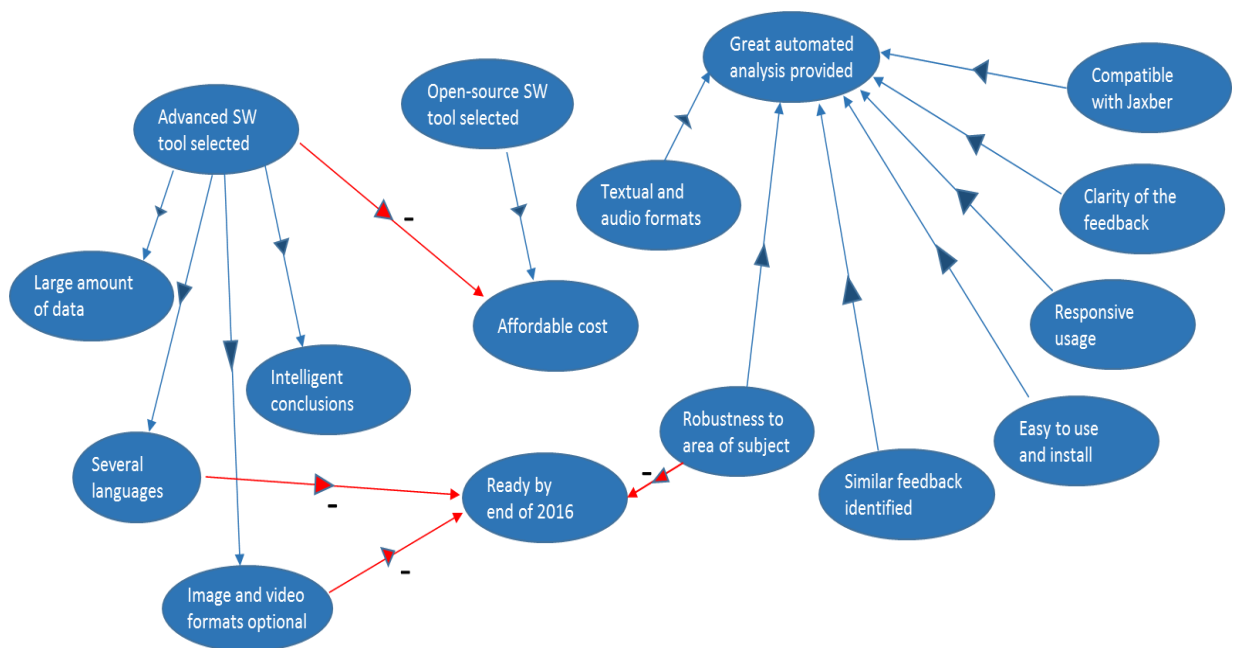 Great automated
analysis provided
Compatible
with Jaxber
Open-source SW
tool selected
Advanced SW
tool selected
Textual and
audio formats
Clarity of the
feedback
-
Large amount
of data
Affordable cost
Responsive
usage
Intelligent
conclusions
Robustness to
area of subject
Easy to use
and install
Several
languages
-
Ready by
end of 2016
-
Similar feedback
identified
-
Image and video
formats optional